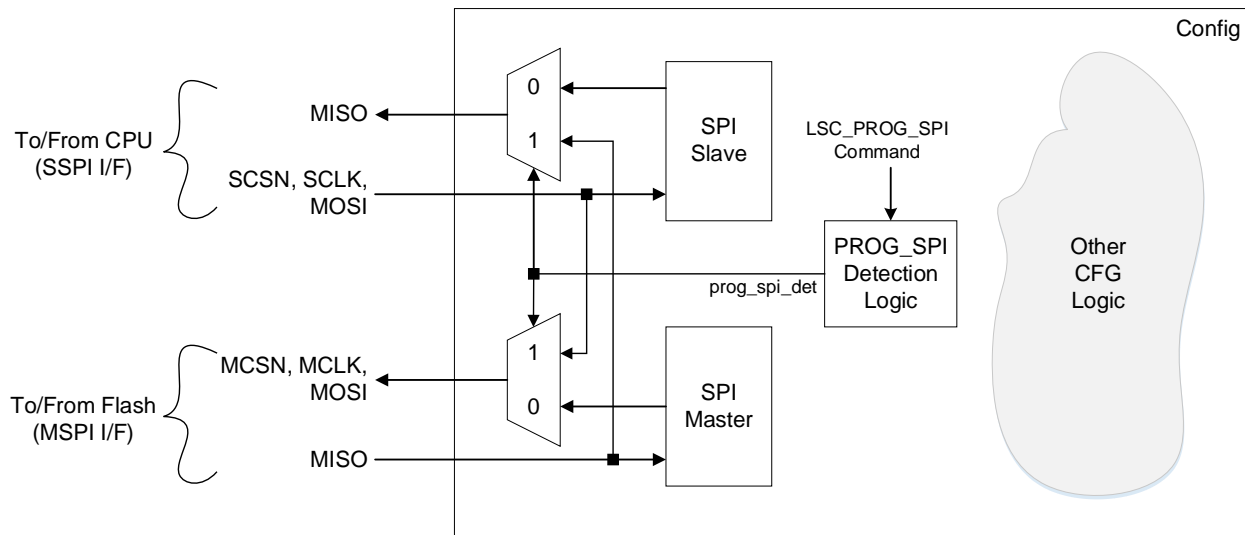 Config
0
MISO
1
SPI
Slave
To/From CPU
(SSPI I/F)
SCSN, SCLK,
MOSI
LSC_PROG_SPI
Command
PROG_SPI
Detection
Logic
prog_spi_det
Other
CFG
Logic
1
MCSN, MCLK,
MOSI
0
SPI
Master
To/From Flash
(MSPI I/F)
MISO